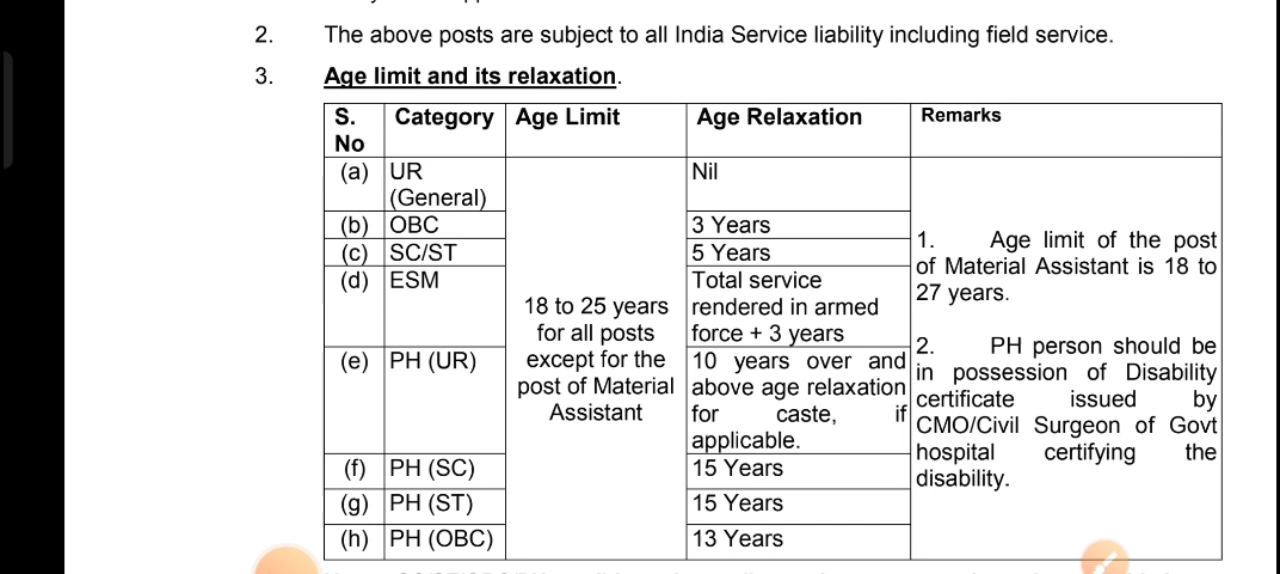 2. The above posts are subject to all India Service liability including field service.
3. Age limit and its relaxation.
S. No Category Age Limit Age Relaxation Remarks
(a) UR (General) Nil
(b) OBC 3 Years
(c) SC/ST 5 Years
(d) ESM Total service
rendered in armed
force + 3 years
(e) PH (UR) 10 years over and
above age relaxation
for caste, if
applicable.
(f) PH (SC) 15 Years
(g) PH (ST) 15 Years
(h) PH (OBC) 13 Years
18 to 25 years
for all posts
except for the
post of Material
Assistant
1. Age limit of the post
of Material Assistant is 18 to
27 years.
2. PH person should be
in possession of Disability
certificate issued by
CMO/Civil Surgeon of Govt
hospital certifying the
disability.